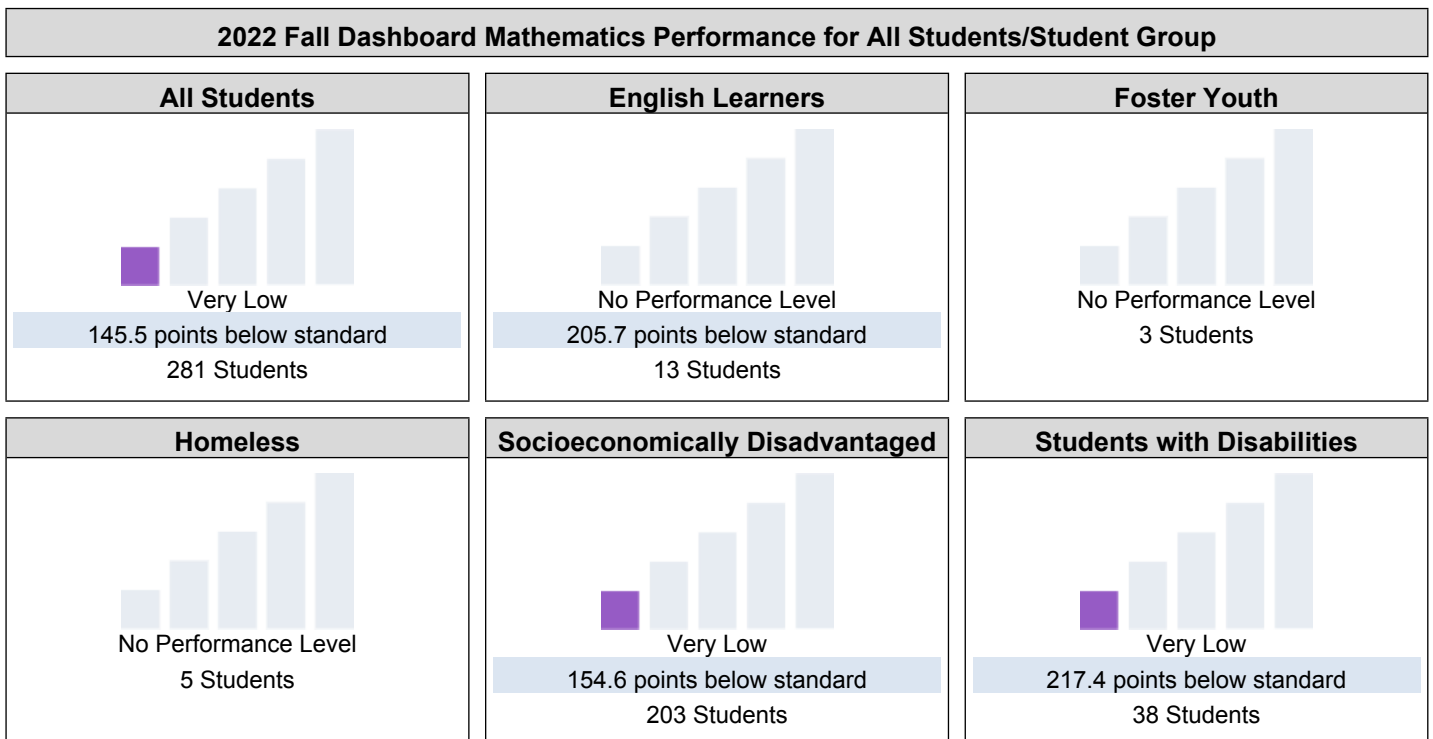 2022 Fall Dashboard Mathematics Performance for All Students/Student Group
All Students
Very Low
145.5 points below standard
281 Students
English Learners
No Performance Level
205.7 points below standard
13 Students
Foster Youth
No Performance Level
3 Students
Homeless
No Performance Level
5 Students
Socioeconomically Disadvantaged
Very Low
154.6 points below standard
203 Students
Students with Disabilities
Very Low
217.4 points below standard
38 Students